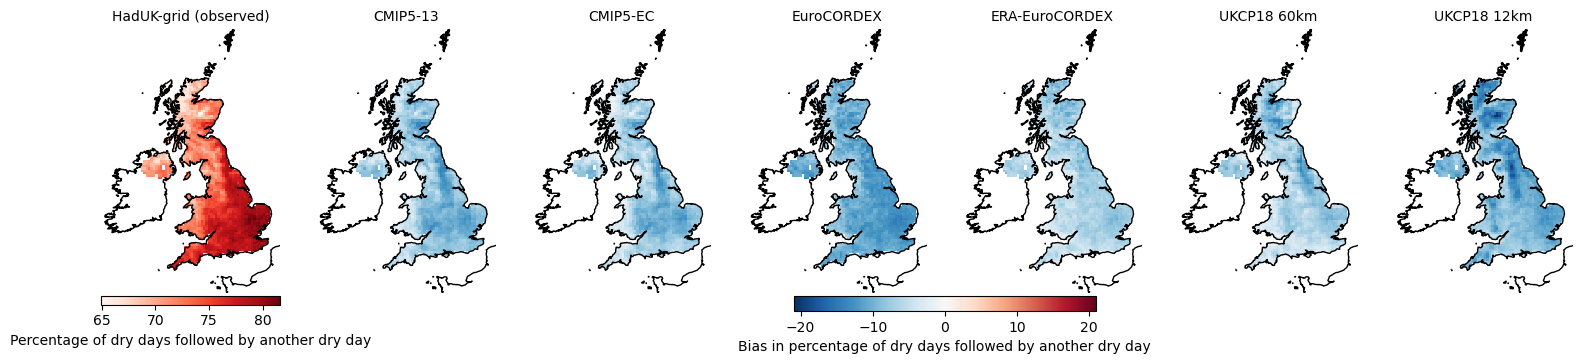 HadUK-grid (observed) CMIP5-13 CMIP5-EC EuroCORDEX ERA-EuroCORDEX UKCP18 60km UKCP18 12km
65 70 75 80
Percentage of dry days followed by another dry day
−20 −10 0 10 20
Bias in percentage of dry days followed by another dry day